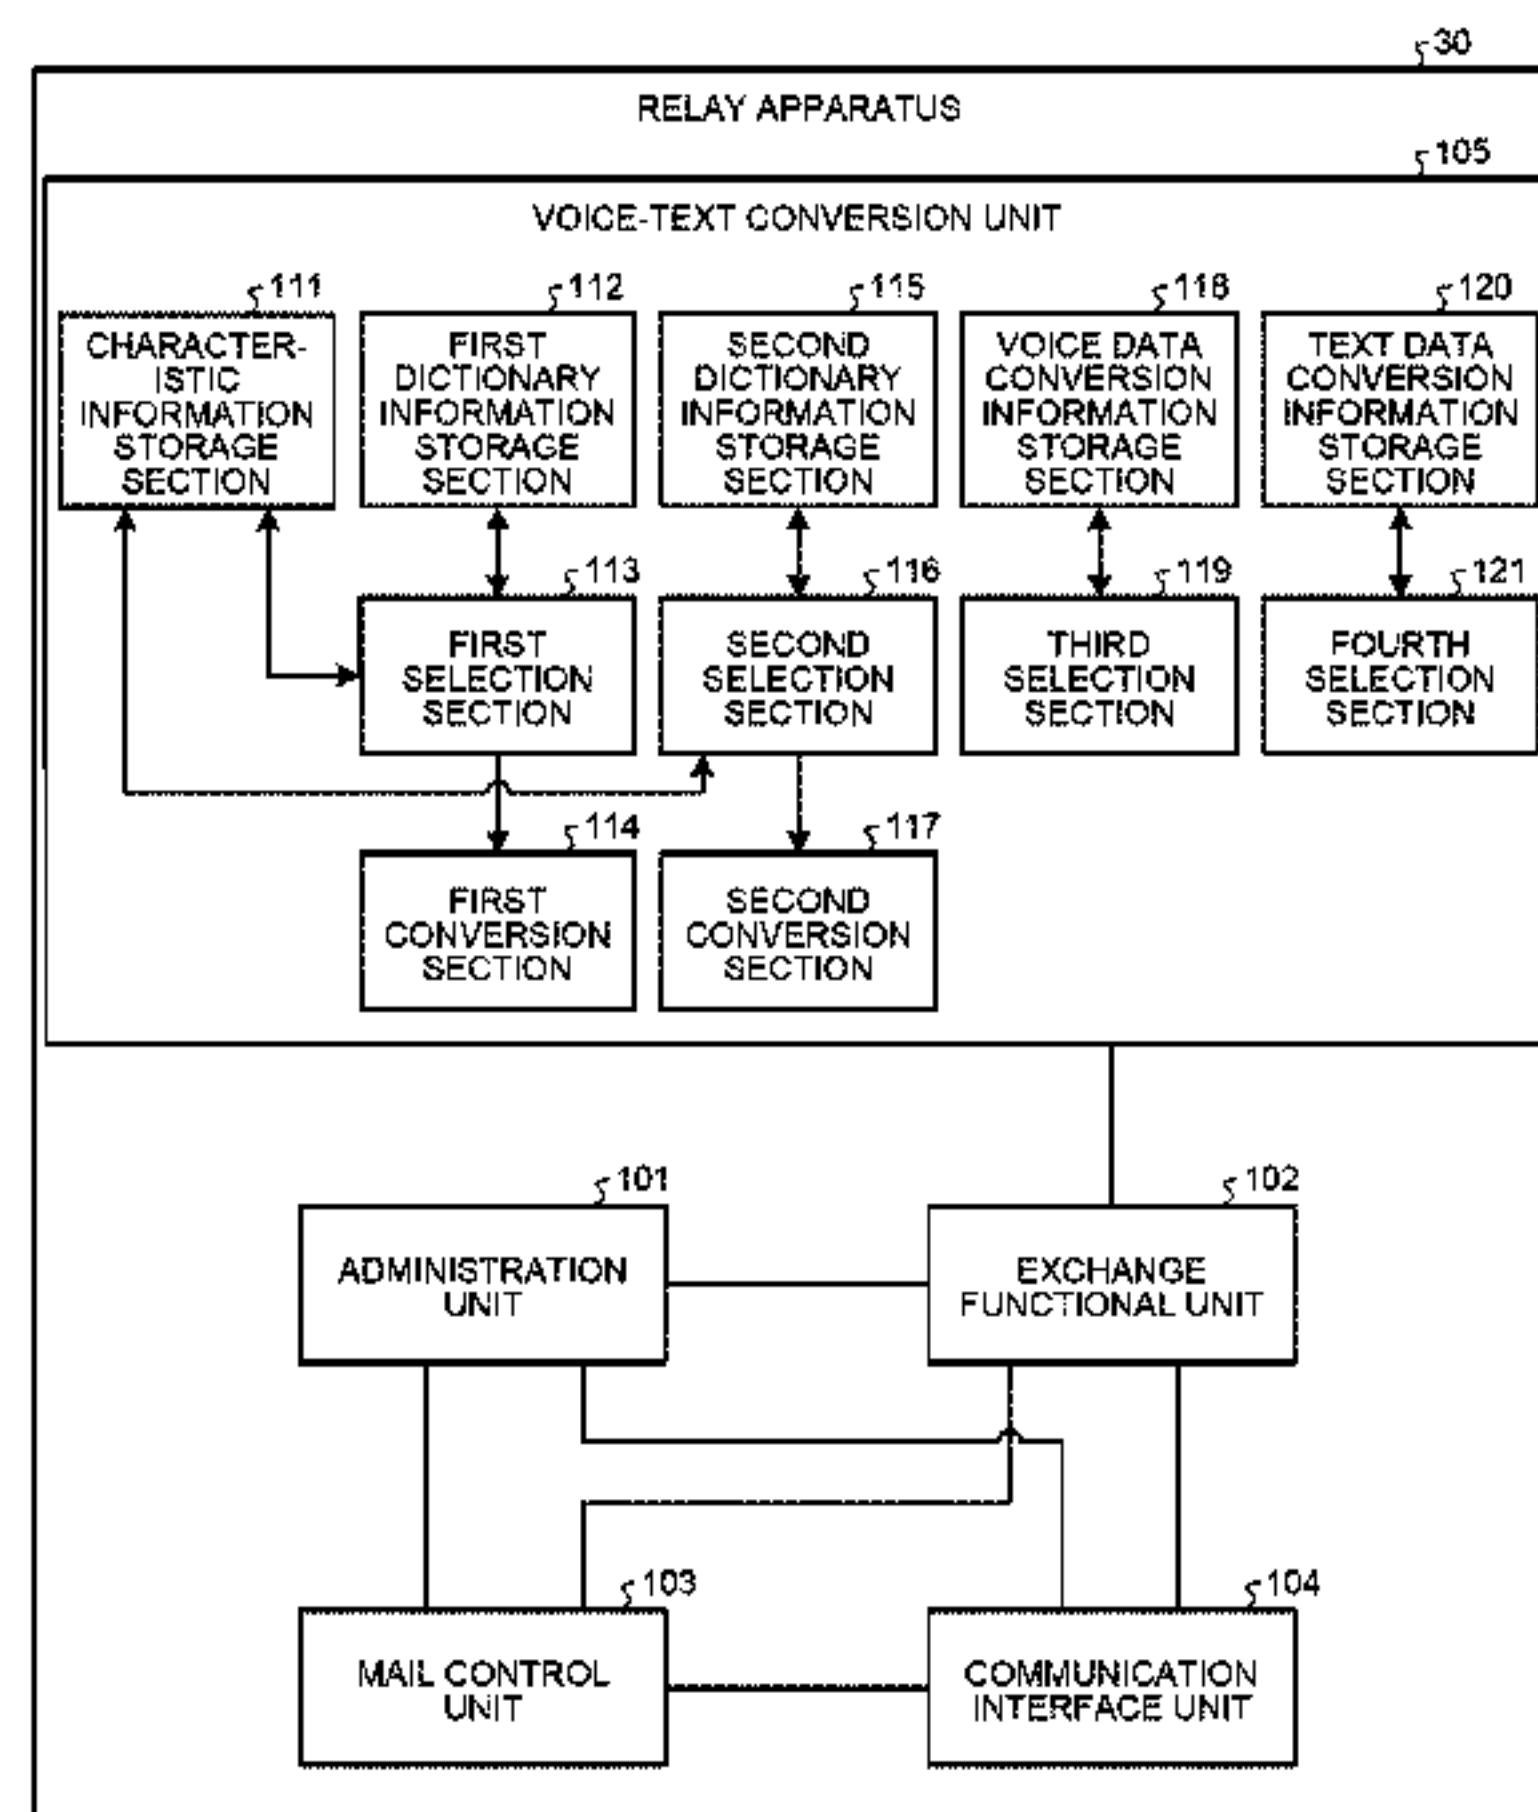 30
RELAY APPARATUS
105
VOICE-TEXT CONVERSION UNIT
111
CHARACTER-
ISTIC
INFORMATION
STORAGE
SECTION
112
FIRST
DICTIONARY
INFORMATION
STORAGE
SECTION
115
SECOND
DICTIONARY
INFORMATION
STORAGE
SECTION
118
VOICE DATA
CONVERSION
INFORMATION
STORAGE
SECTION
120
TEXT DATA
CONVERSION
INFORMATION
STORAGE
SECTION
113
FIRST
SELECTION
SECTION
116
SECOND
SELECTION
SECTION
119
THIRD
SELECTION
SECTION
121
FOURTH
SELECTION
SECTION
114
FIRST
CONVERSION
SECTION
117
SECOND
CONVERSION
SECTION
101
ADMINISTRATION
UNIT
102
EXCHANGE
FUNCTIONAL UNIT
103
MAIL CONTROL
UNIT
104
COMMUNICATION
INTERFACE UNIT